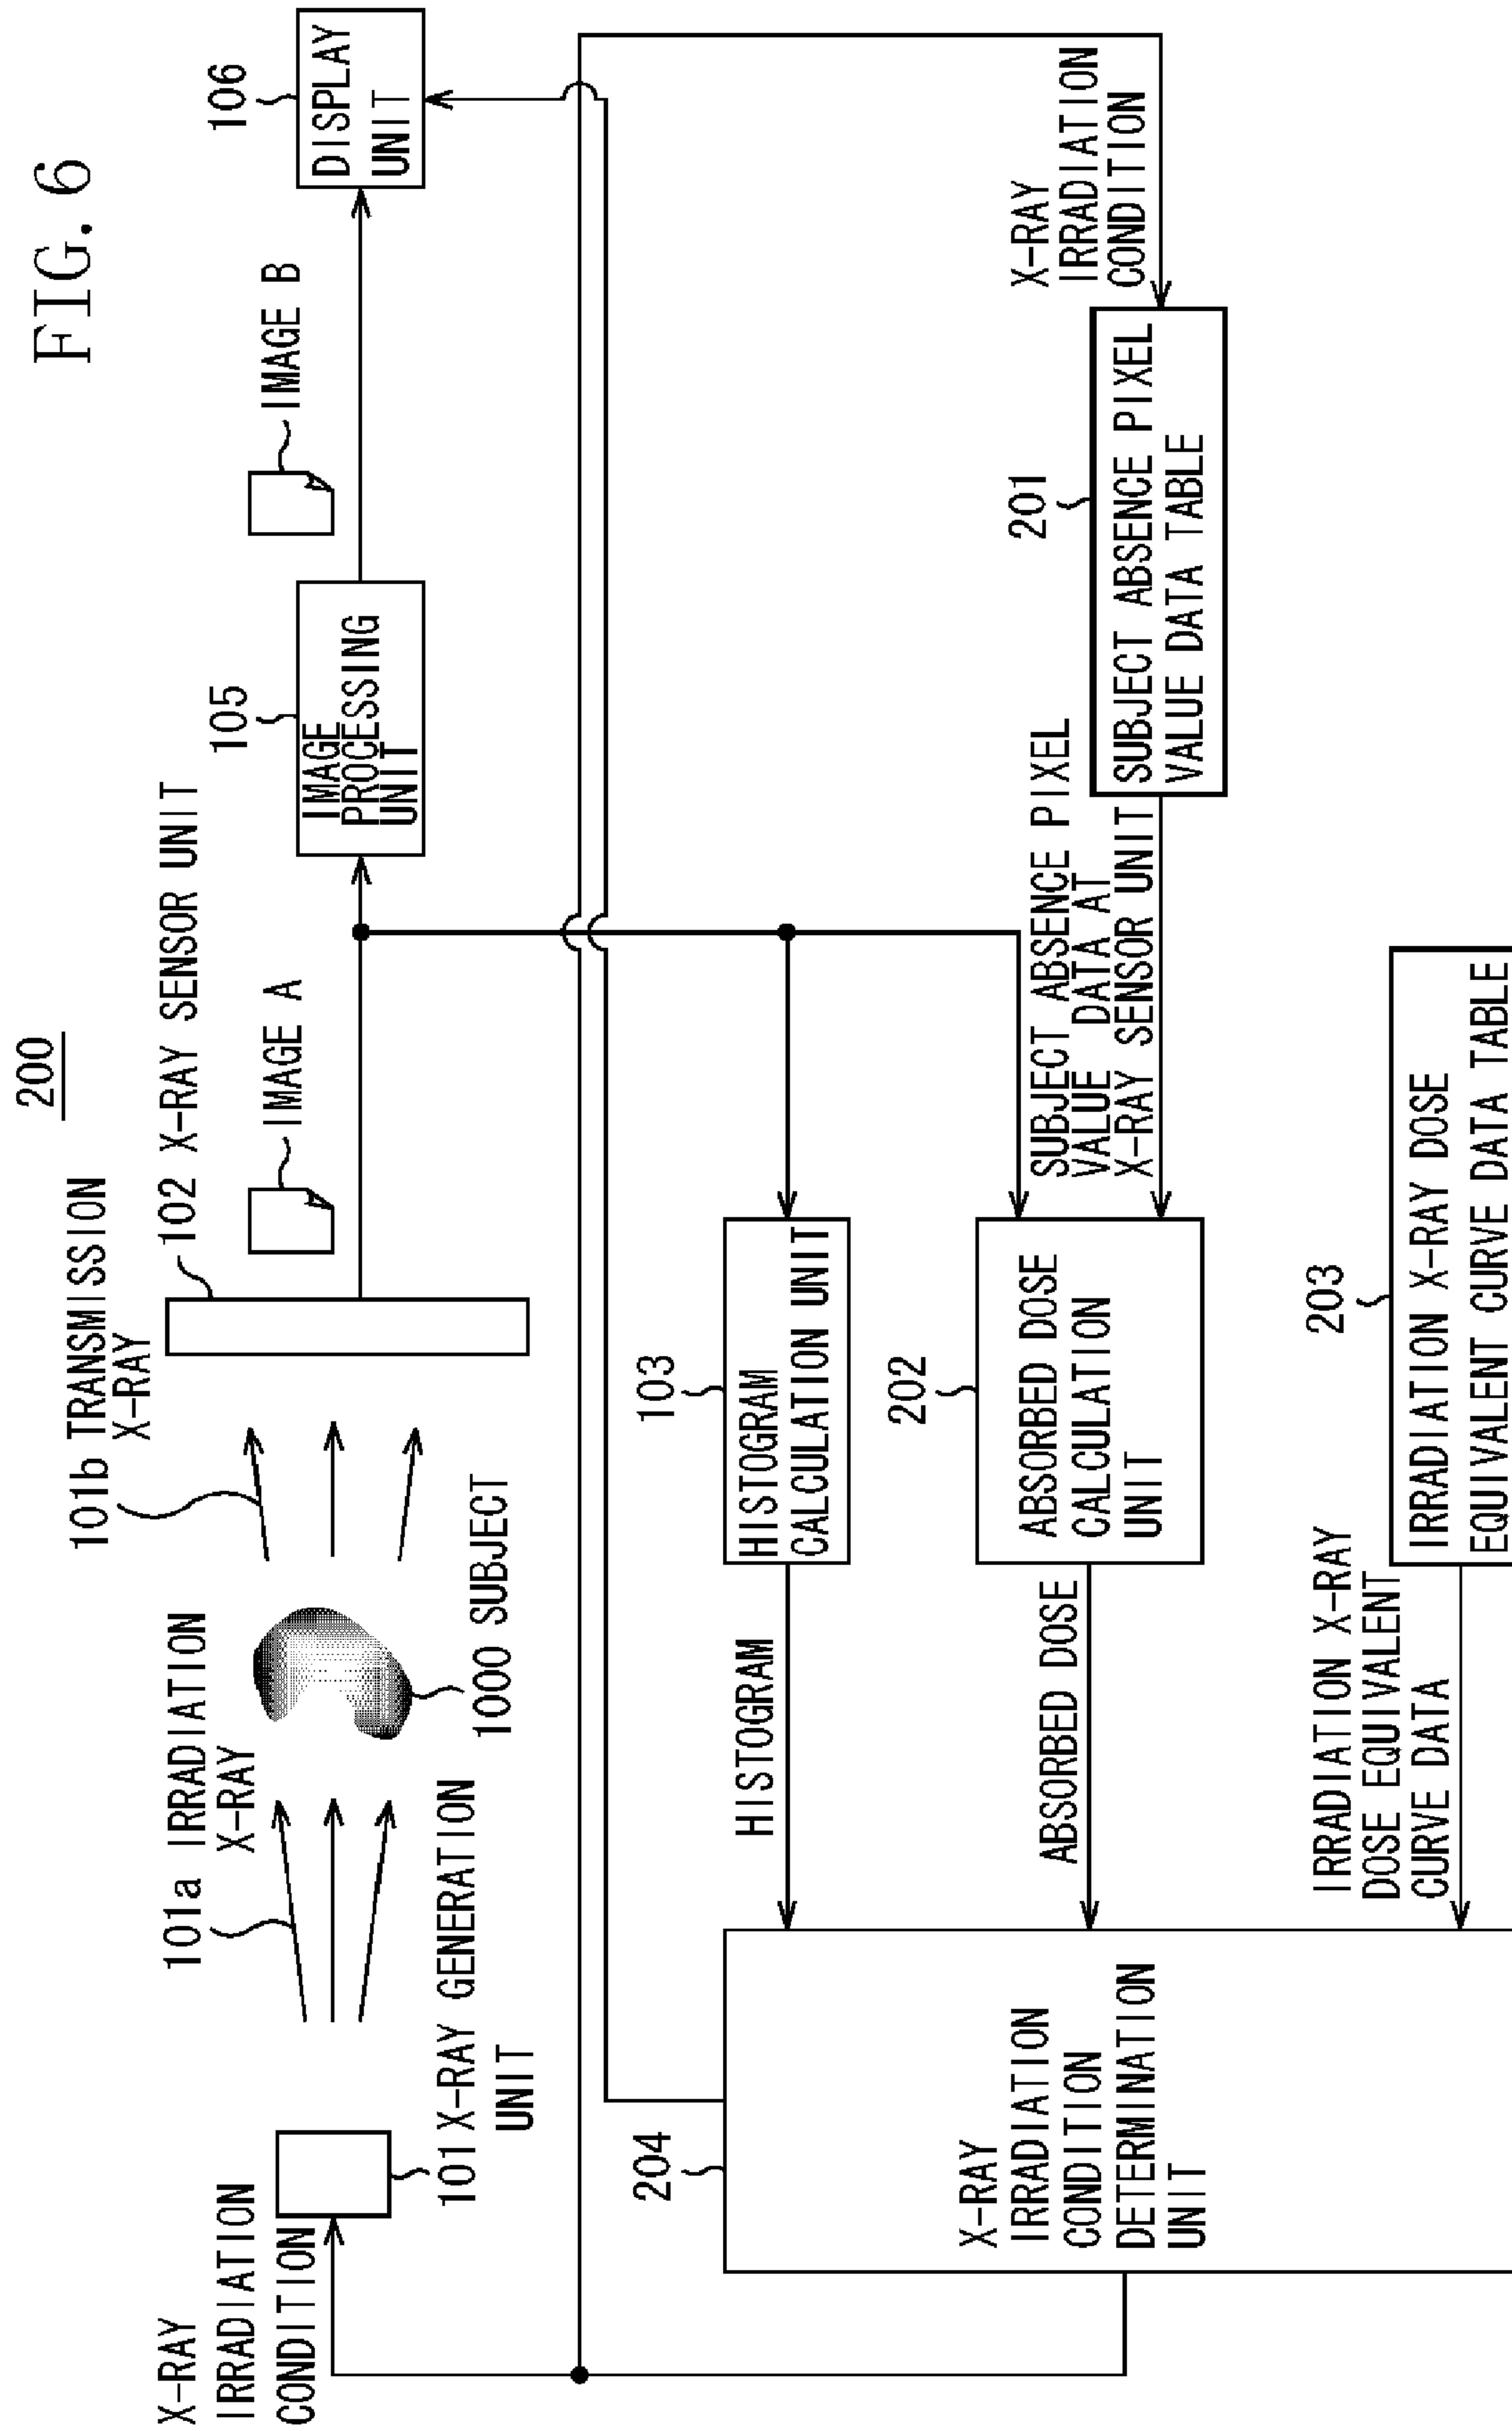 FIG. 6
200
X-RAY
IRRADIATION
CONDITION
101 X-RAY GENERATION
UNIT
101a IRRADIATION
X-RAY
1000 SUBJECT
101b TRANSMISSION
X-RAY
102 X-RAY SENSOR UNIT
IMAGE A
105
IMAGE
PROCESSING
UNIT
IMAGE B
106
DISPLAY
UNIT
204
X-RAY
IRRADIATION
CONDITION
DETERMINATION
UNIT
HISTOGRAM
103
HISTOGRAM
CALCULATION UNIT
ABSORBED DOSE
202
ABSORBED DOSE
CALCULATION
UNIT
SUBJECT ABSENCE PIXEL
VALUE DATA AT
X-RAY SENSOR UNIT
201
SUBJECT ABSENCE PIXEL
VALUE DATA TABLE
X-RAY
IRRADIATION
CONDITION
IRRADIATION X-RAY
DOSE EQUIVALENT
CURVE DATA
203
IRRADIATION X-RAY DOSE
EQUIVALENT CURVE DATA TABLE